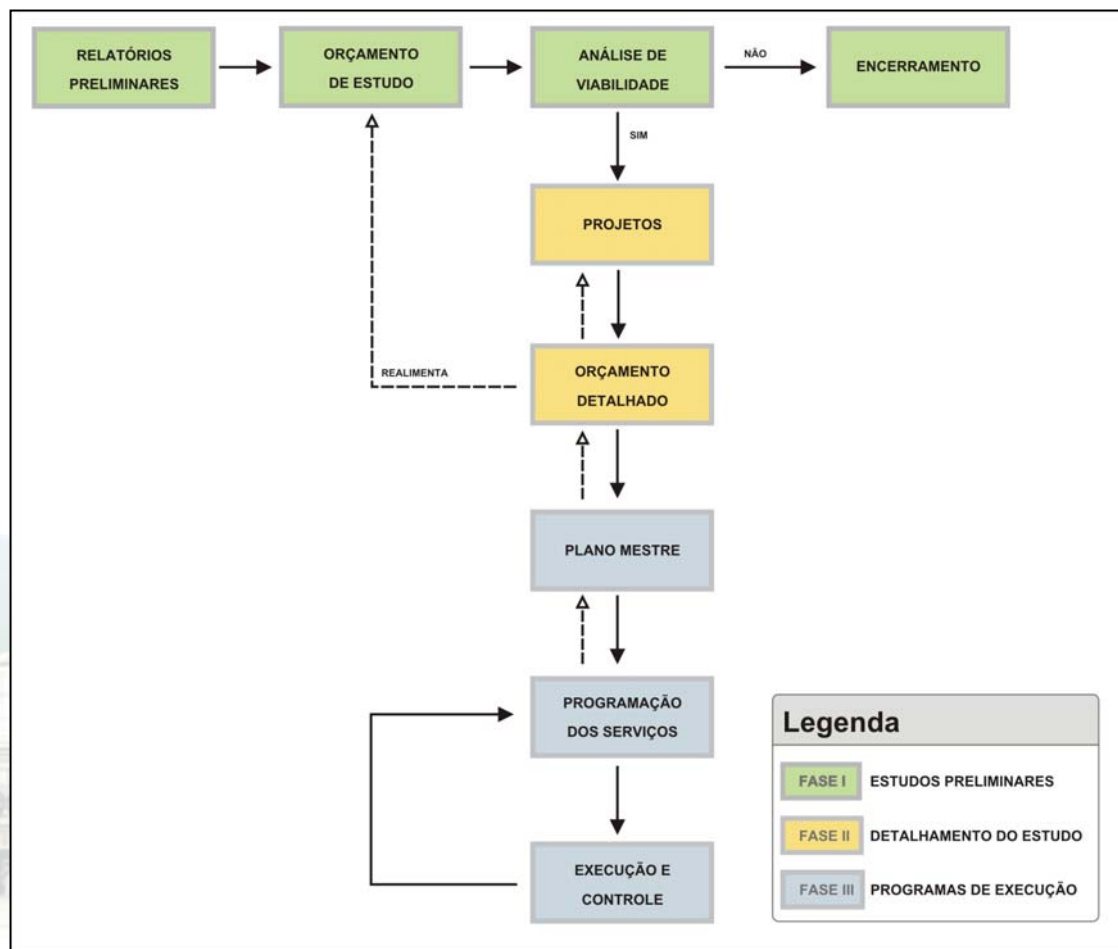 RELATÓRIOS
PRELIMINARES
ORÇAMENTO
DE ESTUDO
ANÁLISE DE
VIABILIDADE
NÃO
ENCERRAMENTO
SIM
PROJETOS
REALIMENTA
ORÇAMENTO
DETALHADO
PLANO MESTRE
PROGRAMAÇÃO
DOS SERVIÇOS
EXECUÇÃO E
CONTROLE
Legenda
FASE I ESTUDOS PRELIMINARES
FASE II DETALHAMENTO DO ESTUDO
FASE III PROGRAMAS DE EXECUÇÃO